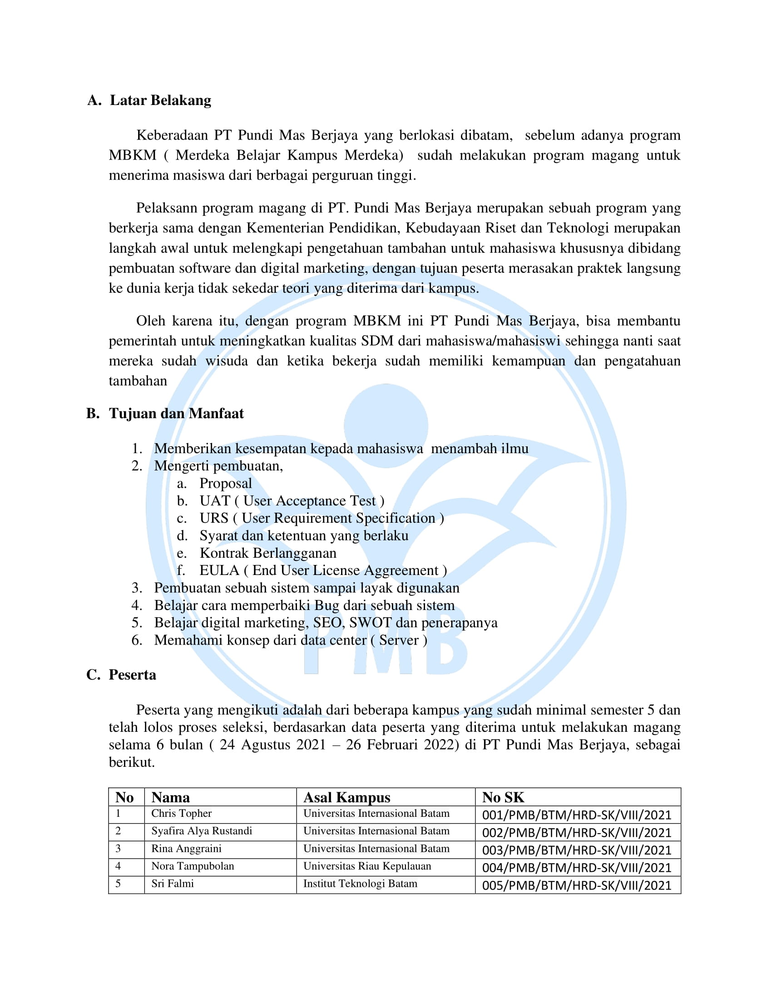 A. Latar Belakang
Keberadaan PT Pundi Mas Berjaya yang berlokasi dibatam, sebelum adanya program
MBKM ( Merdeka Belajar Kampus Merdeka) sudah melakukan program magang untuk
menerima masiswa dari berbagai perguruan tinggi.
Pelaksann program magang di PT. Pundi Mas Berjaya merupakan sebuah program yang
berkerja sama dengan Kementerian Pendidikan, Kebudayaan Riset dan Teknologi merupakan
langkah awal untuk melengkapi pengetahuan tambahan untuk mahasiswa khususnya dibidang
pembuatan software dan digital marketing, dengan tujuan peserta merasakan praktek langsung
ke dunia kerja tidak sekedar teori yang diterima dari kampus.
Oleh karena itu, dengan program MBKM ini PT Pundi Mas Berjaya, bisa membantu
pemerintah untuk meningkatkan kualitas SDM dari mahasiswa/mahasiswi sehingga nanti saat
mereka sudah wisuda dan ketika bekerja sudah memiliki kemampuan dan pengatahuan
tambahan
B. Tujuan dan Manfaat
1. Memberikan kesempatan kepada mahasiswa menambah ilmu
2. Mengerti pembuatan,
a. Proposal
b. UAT ( User Acceptance Test )
c. URS ( User Requirement Specification )
d. Syarat dan ketentuan yang berlaku
e. Kontrak Berlangganan
f. EULA ( End User License Aggreement )
3. Pembuatan sebuah sistem sampai layak digunakan
4. Belajar cara memperbaiki Bug dari sebuah sistem
5. Belajar digital marketing, SEO, SWOT dan penerapanya
6. Memahami konsep dari data center ( Server )
PMB
C. Peserta
Peserta yang mengikuti adalah dari beberapa kampus yang sudah minimal semester 5 dan
telah lolos proses seleksi, berdasarkan data peserta yang diterima untuk melakukan magang
selama 6 bulan ( 24 Agustus 2021 – 26 Februari 2022) di PT Pundi Mas Berjaya, sebagai
berikut.
No Nama Asal Kampus No SK
1 Chris Topher Universitas Internasional Batam 001/PMB/BTM/HRD-SK/VIII/2021
2 Syafira Alya Rustandi Universitas Internasional Batam 002/PMB/BTM/HRD-SK/VIII/2021
3 Rina Anggraini Universitas Internasional Batam 003/PMB/BTM/HRD-SK/VIII/2021
4 Nora Tampubolan Universitas Riau Kepulauan 004/PMB/BTM/HRD-SK/VIII/2021
5 Sri Falmi Institut Teknologi Batam 005/PMB/BTM/HRD-SK/VIII/2021